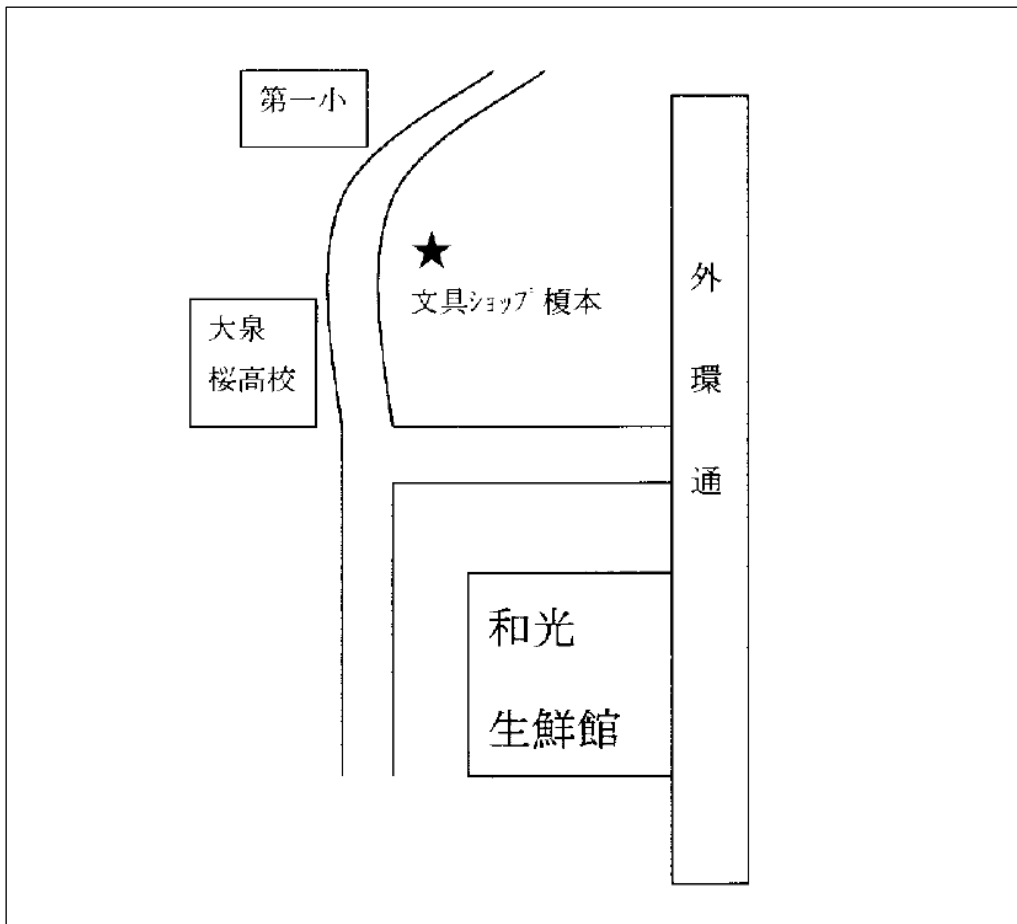 第一小
文具ｼｮｯﾌﾟ榎本
大泉
桜高校
外環通
和光
生鮮館